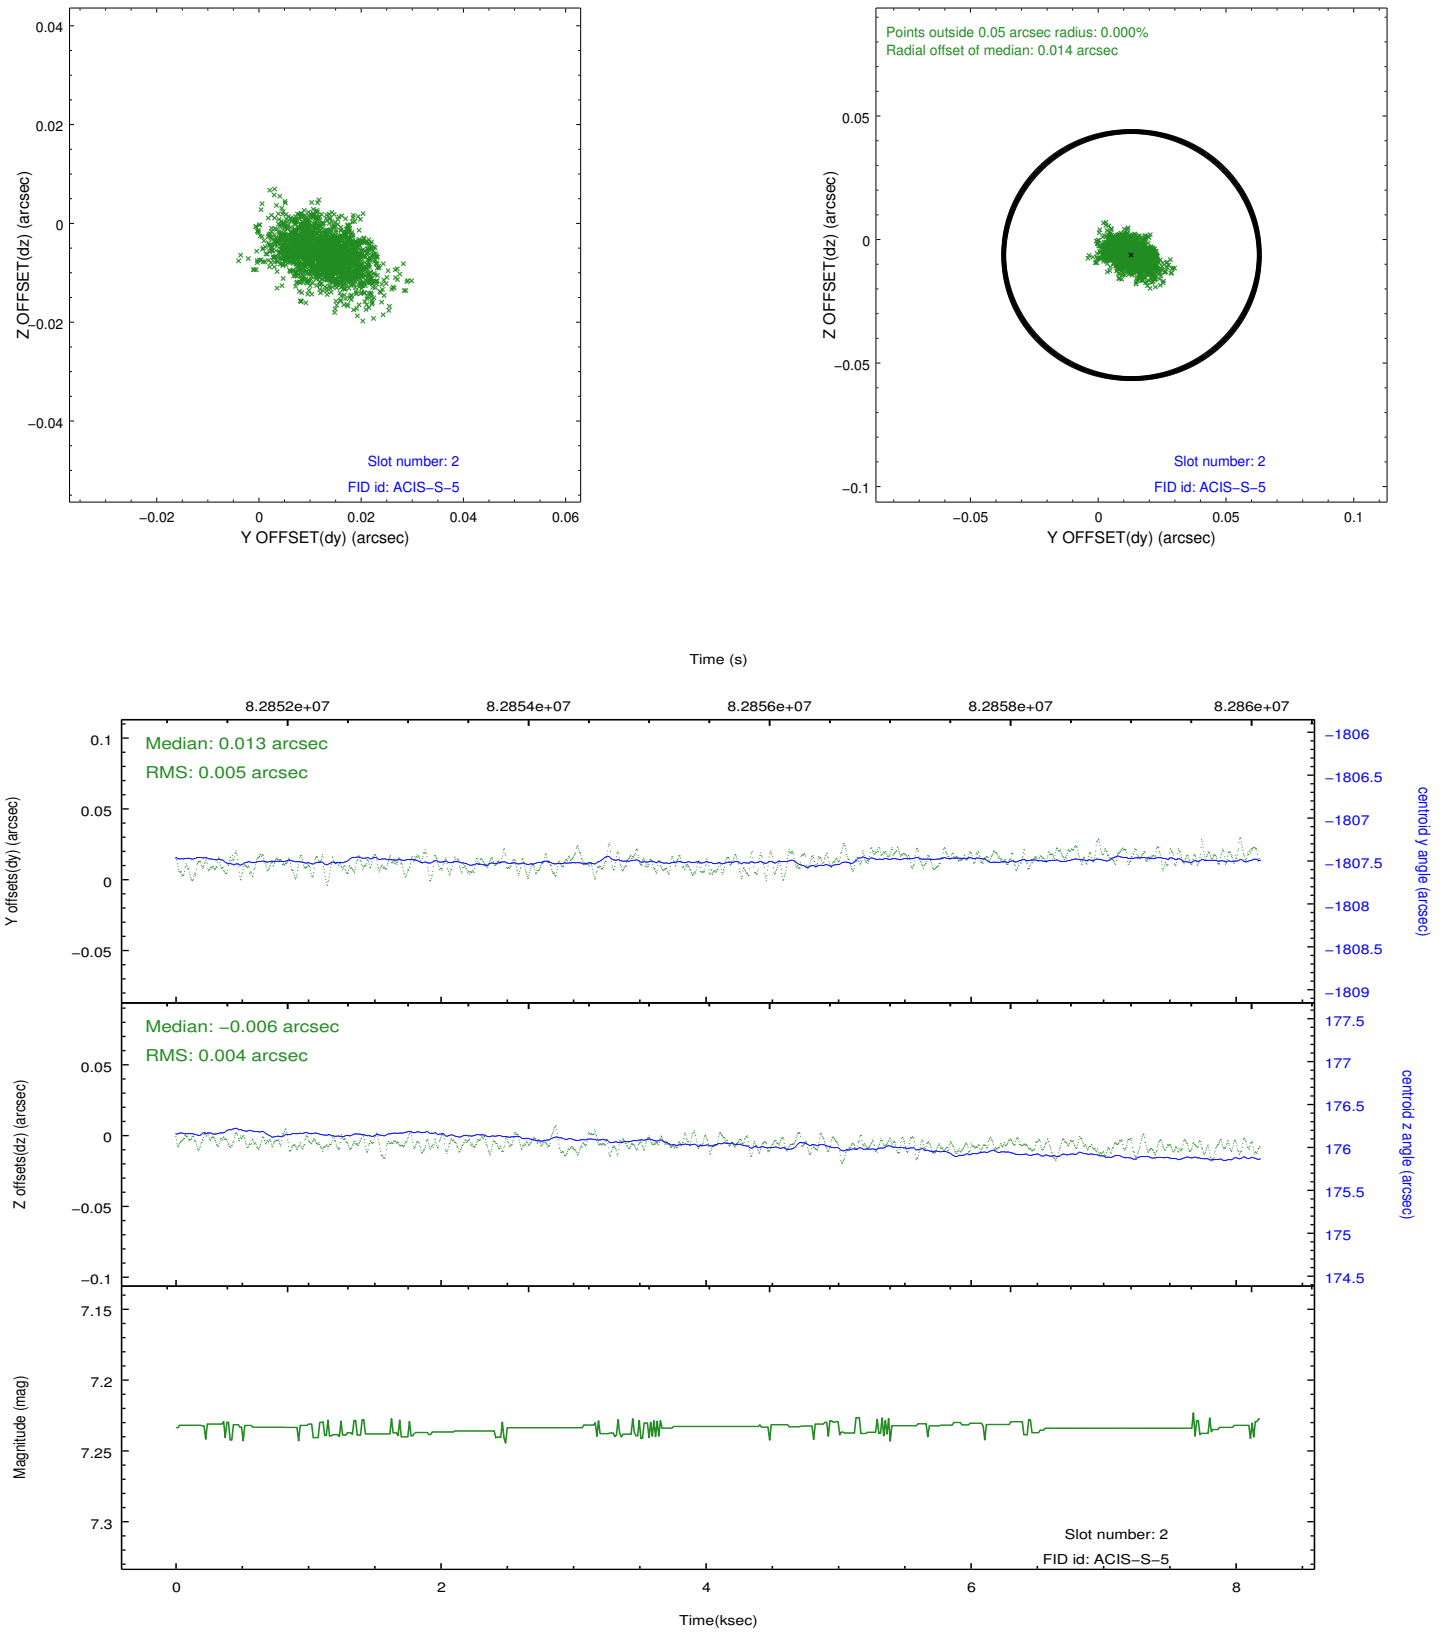 0.04
0.02
0
−0.02
−0.04
Z OFFSET(dz) (arcsec)
Slot number: 2
FID id: ACIS−S−5
−0.02 0 0.02 0.04 0.06
Y OFFSET(dy) (arcsec)
Points outside 0.05 arcsec radius: 0.000%
Radial offset of median: 0.014 arcsec
0.05
0
−0.05
−0.1
Z OFFSET(dz) (arcsec)
Slot number: 2
FID id: ACIS−S−5
−0.05 0 0.05 0.1
Y OFFSET(dy) (arcsec)
Time (s)
8.2852e+07 8.2854e+07 8.2856e+07 8.2858e+07 8.286e+07
Median: 0.013 arcsec
RMS: 0.005 arcsec
0.1
0.05
0
−0.05
Y offsets(dy) (arcsec)
−1806
−1806.5
−1807
−1807.5
−1808
−1808.5
−1809
centroid y angle (arcsec)
Median: −0.006 arcsec
RMS: 0.004 arcsec
0.05
0
−0.05
−0.1
Z offsets(dz) (arcsec)
177.5
177
176.5
176
175.5
175
174.5
centroid z angle (arcsec)
7.15
7.2
7.25
7.3
Magnitude (mag)
Slot number: 2
FID id: ACIS−S−5
0 2 4 6 8
Time(ksec)